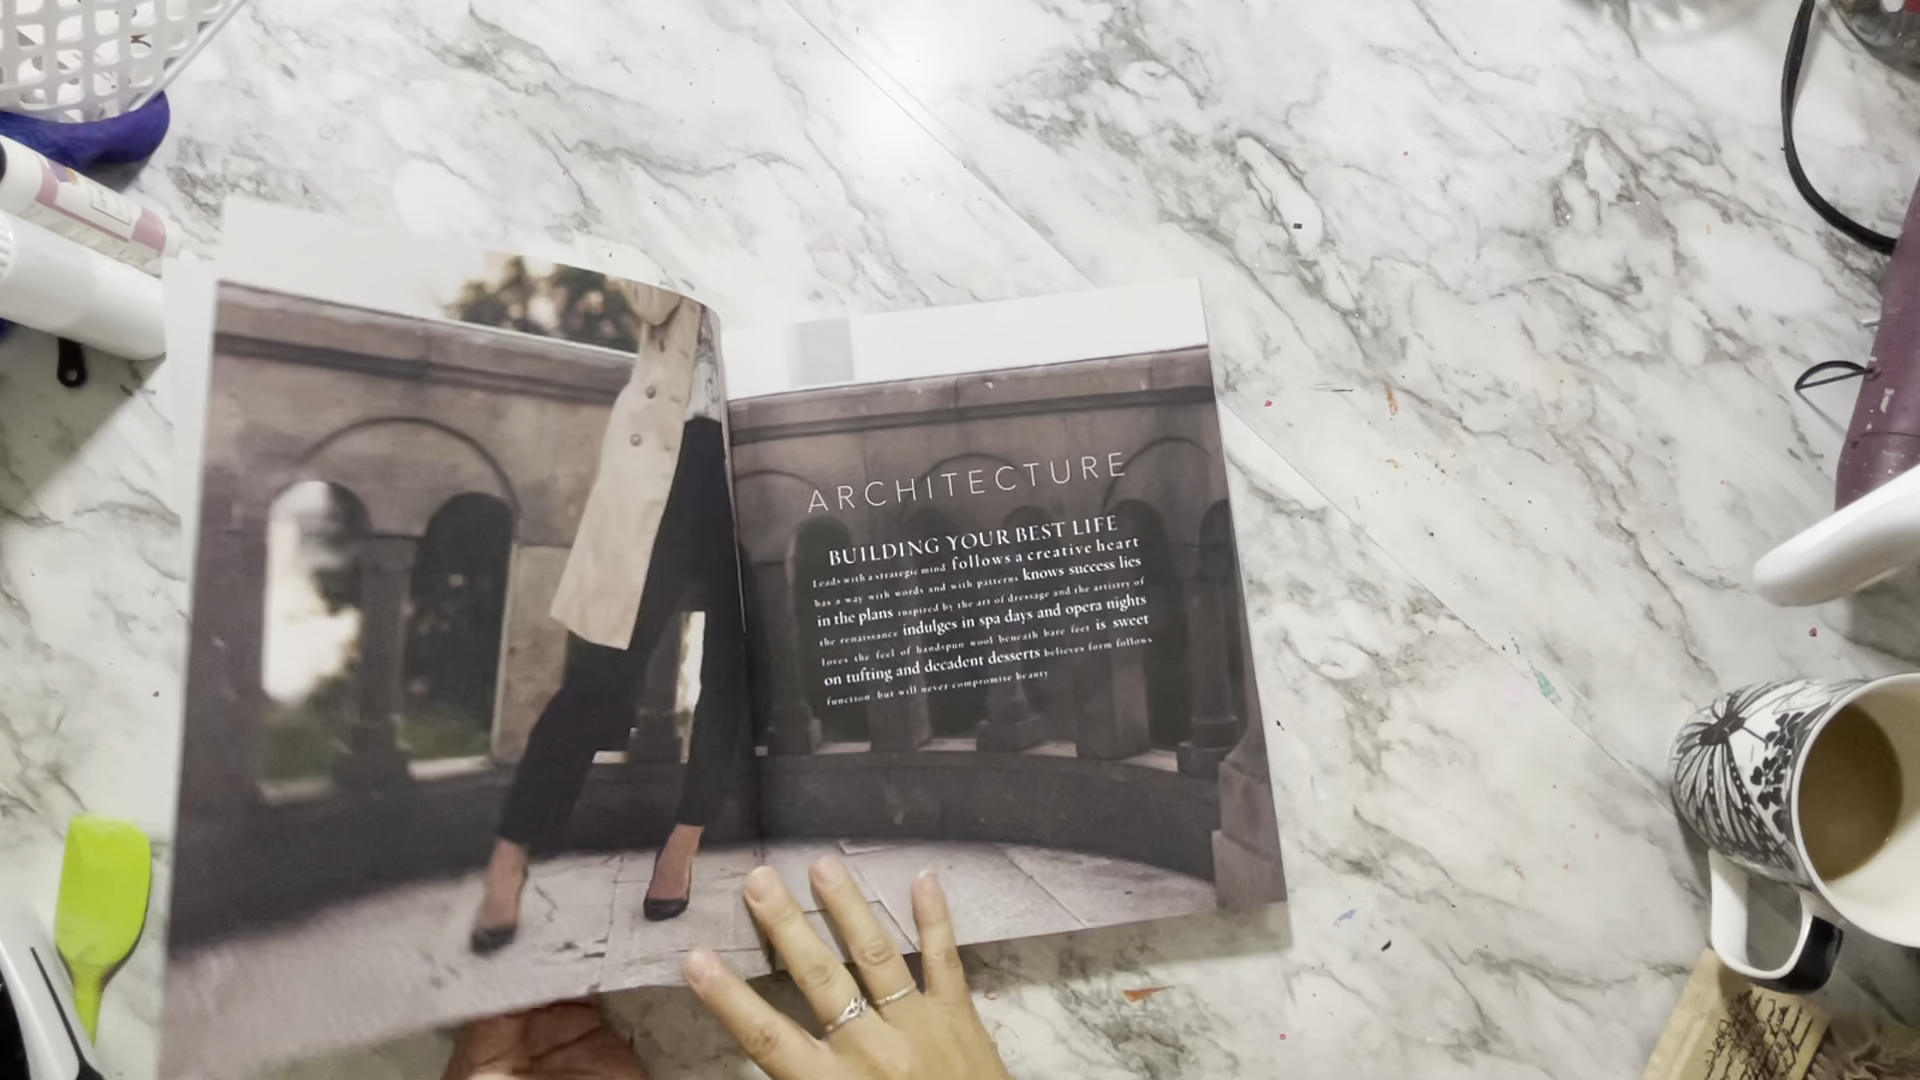 ARCHITECTURE
BUILDING YOUR BEST LIFE
Leads with a strategic mind follows a creative heart
has a way with words and with patterns knows success lies
in the plans inspired by the art of dressage and the artistry of
the renaissance indulges in spa days and opera nights
loves the feel of handspun wool beneath bare feet is sweet
on tufting and decadent desserts believes form follows
function but will never compromise beauty